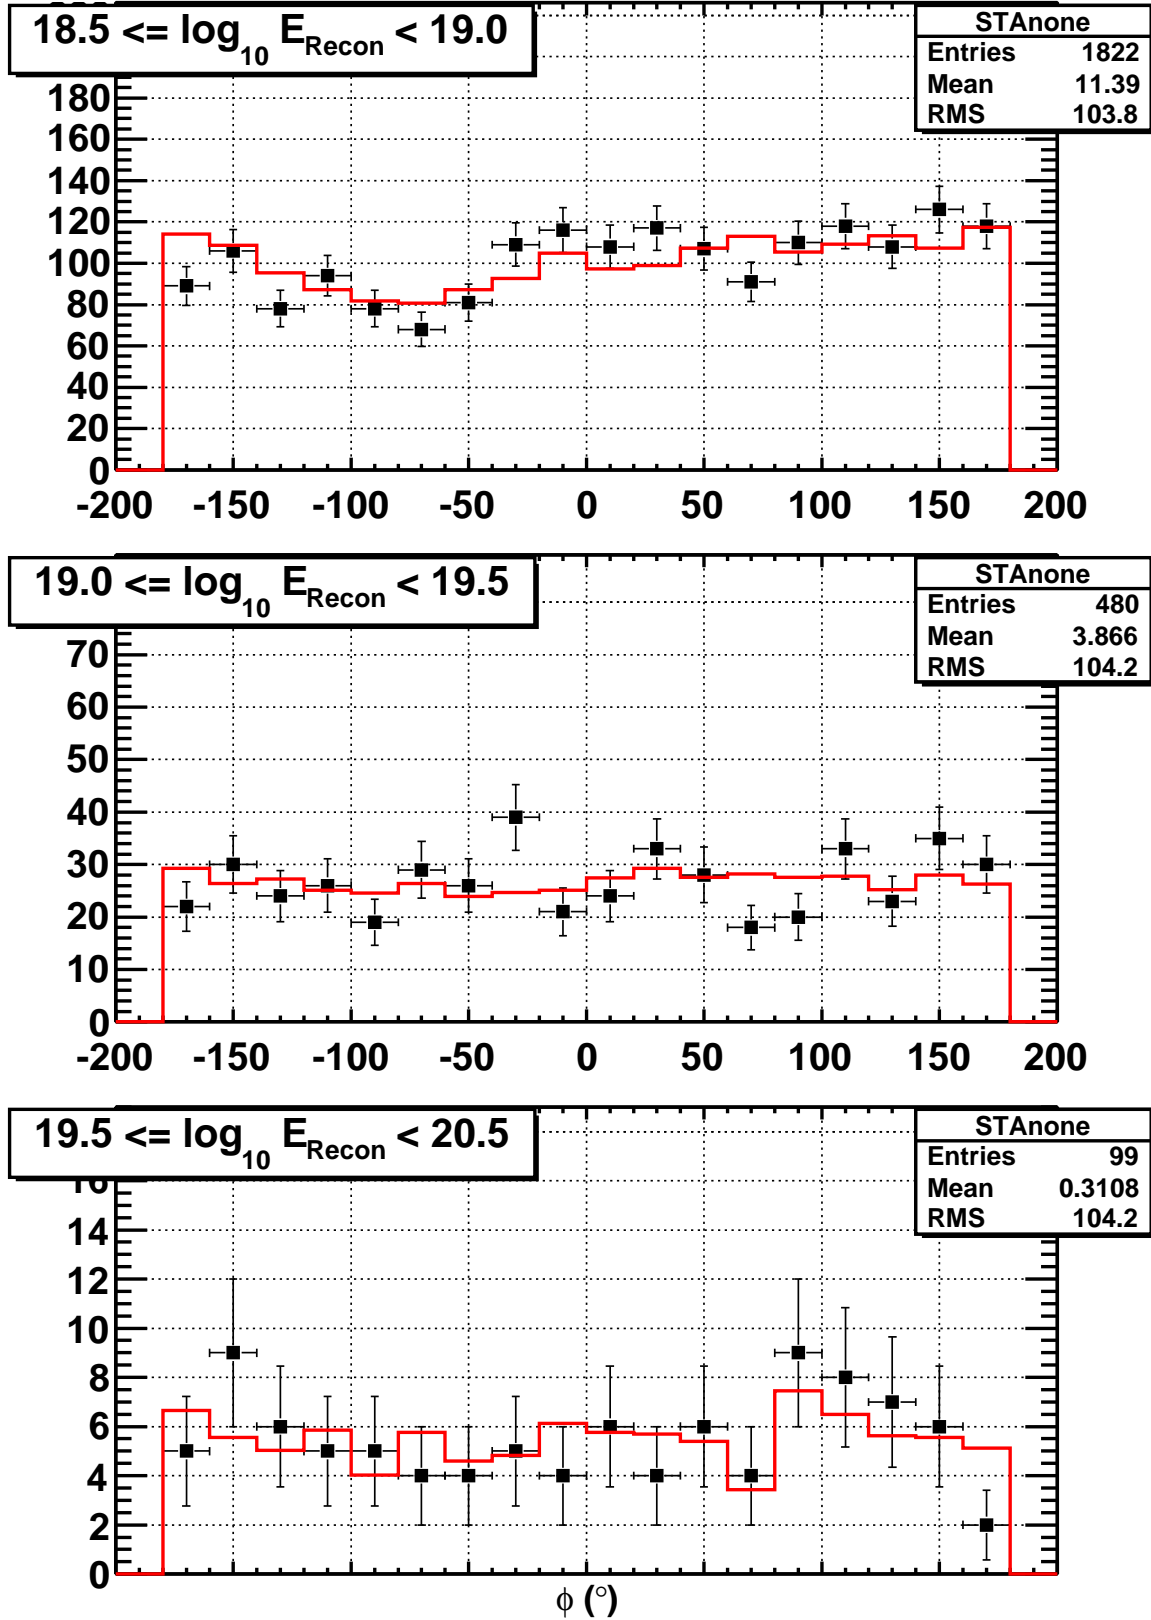 18.5 <= log10 ERecon < 19.0
STAnone
Entries 1822
Mean 11.39
RMS 103.8
180
160
140
120
100
80
60
40
20
0
-200 -150 -100 -50 0 50 100 150 200
19.0 <= log10 ERecon < 19.5
STAnone
Entries 480
Mean 3.866
RMS 104.2
70
60
50
40
30
20
10
0
-200 -150 -100 -50 0 50 100 150 200
19.5 <= log10 ERecon < 20.5
STAnone
Entries 99
Mean 0.3108
RMS 104.2
16
14
12
10
8
6
4
2
0
ϕ (°)